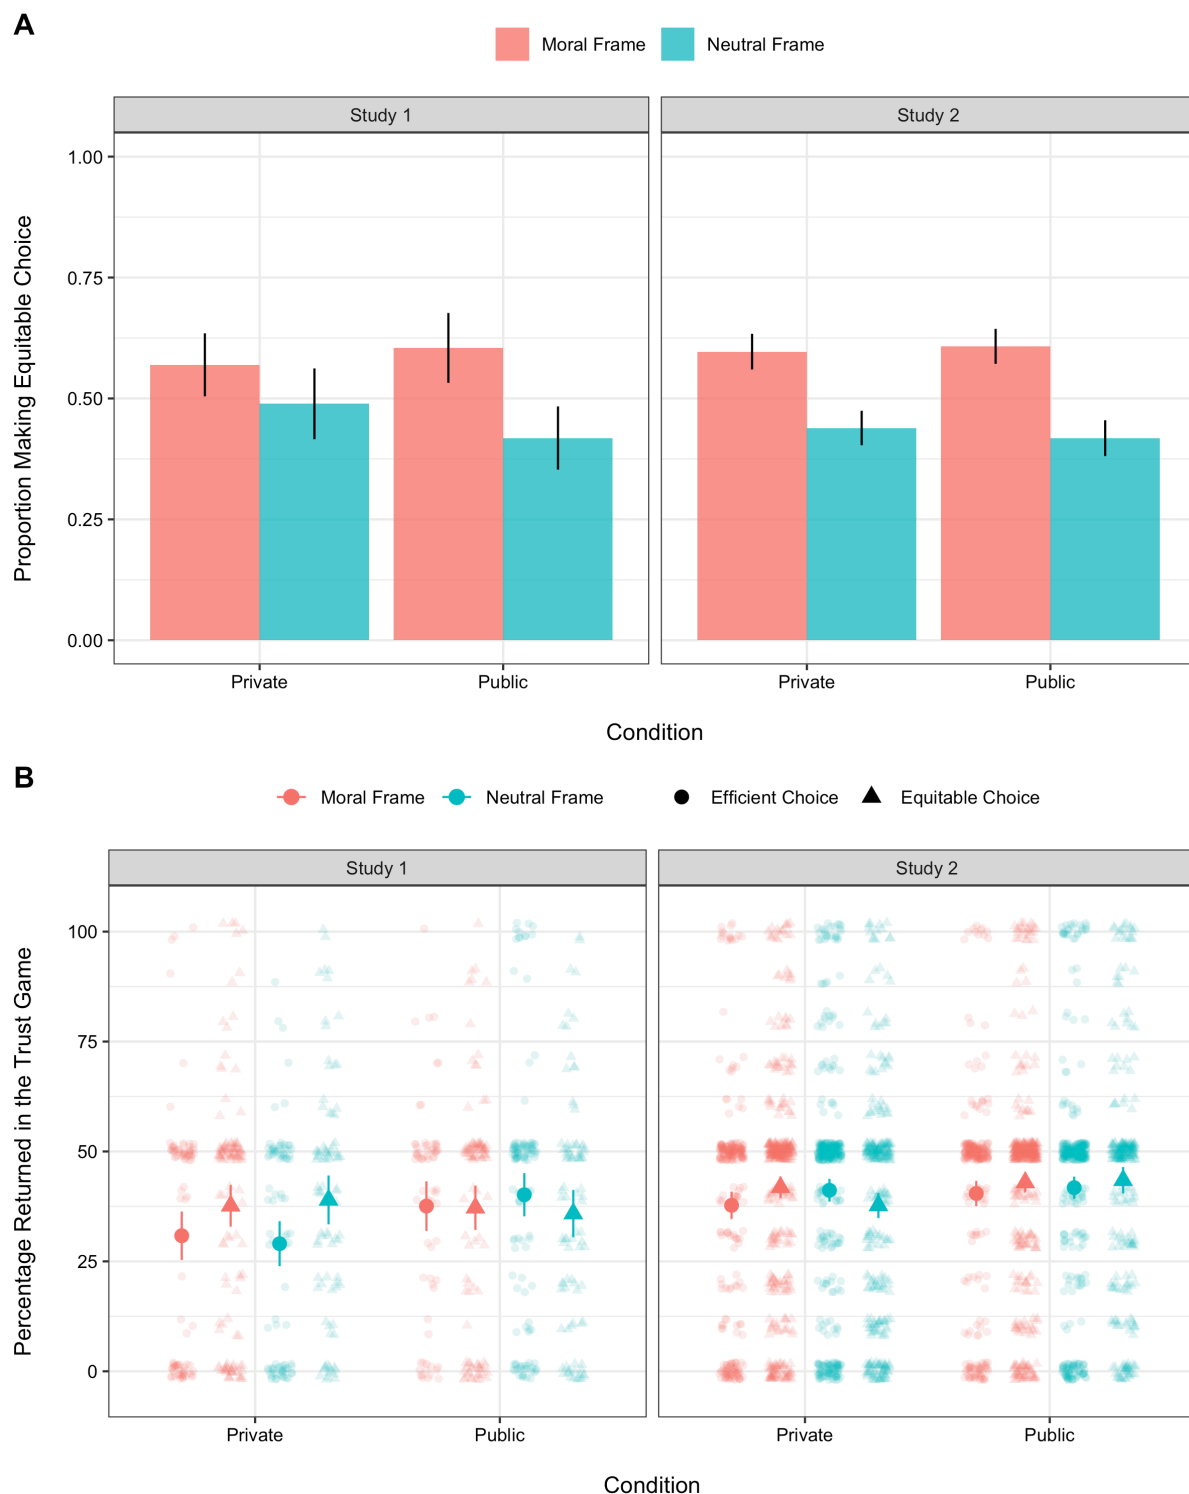 A
Moral Frame Neutral Frame
Study 1 Study 2
Proportion Making Equitable Choice
1.00
0.75
0.50
0.25
0.00
Private Public Private Public
Condition
B
Moral Frame Neutral Frame Efficient Choice Equitable Choice
Study 1 Study 2
Percentage Returned in the Trust Game
100
75
50
25
0
Private Public Private Public
Condition